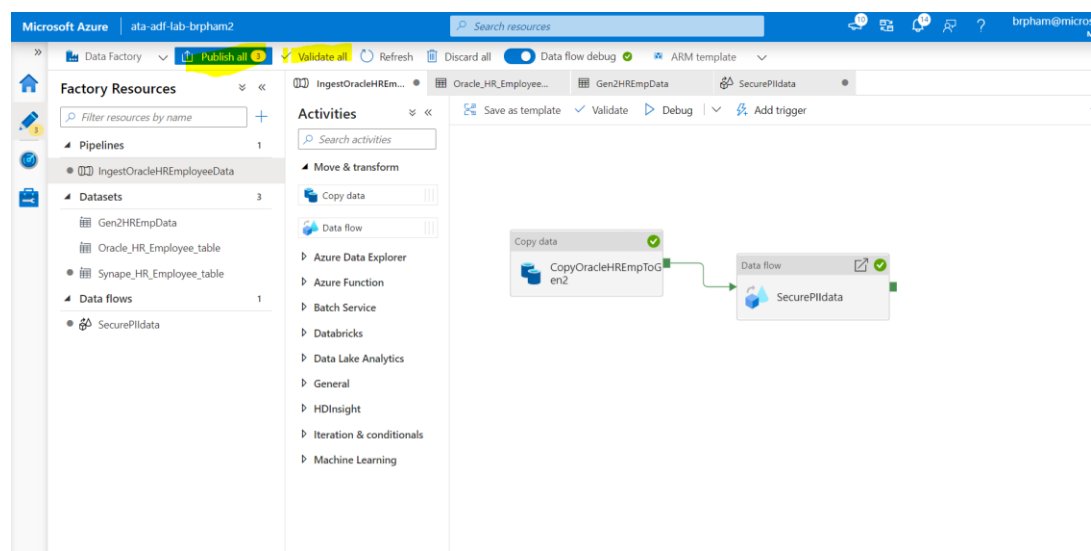 Microsoft Azure ata-adf-lab-brpham2 Search resources 10 14 ? brpham@micros
» Data Factory Publish all 3 Validate all Refresh Discard all Data flow debug ARM template
Factory Resources « IngestOracleHREm... Oracle_HR_Employee... Gen2HREmpData SecurePIIdata
Filter resources by name + Activities « Save as template Validate Debug Add trigger
3
Search activities
Pipelines 1
IngestOracleHREmployeeData
Move & transform
Datasets 3
Copy data
Gen2HREmpData
Data flow
Oracle_HR_Employee_table
Synape_HR_Employee_table
Data flows 1
SecurePIIdata
Azure Data Explorer
Azure Function
Batch Service
Databricks
Data Lake Analytics
General
HDInsight
Iteration & conditionals
Machine Learning
Copy data
CopyOracleHREmpToG
en2
Data flow
SecurePIIdata